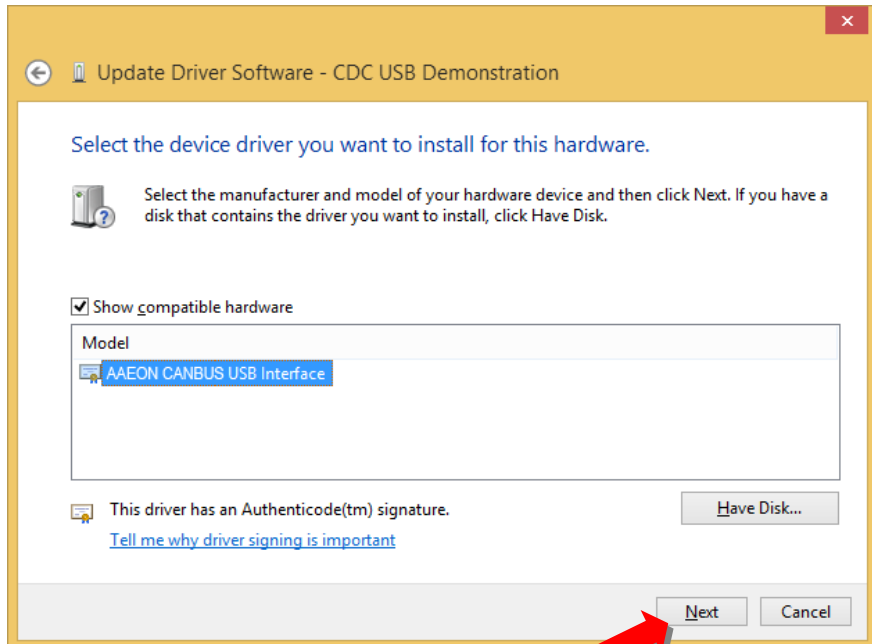 Update Driver Software - CDC USB Demonstration
Select the device driver you want to install for this hardware.
Select the manufacturer and model of your hardware device and then click Next. If you have a
disk that contains the driver you want to install, click Have Disk.
Show compatible hardware
Model
AAEON CANBUS USB Interface
This driver has an Authenticode(tm) signature.
Have Disk...
Tell me why driver signing is important
Next
Cancel